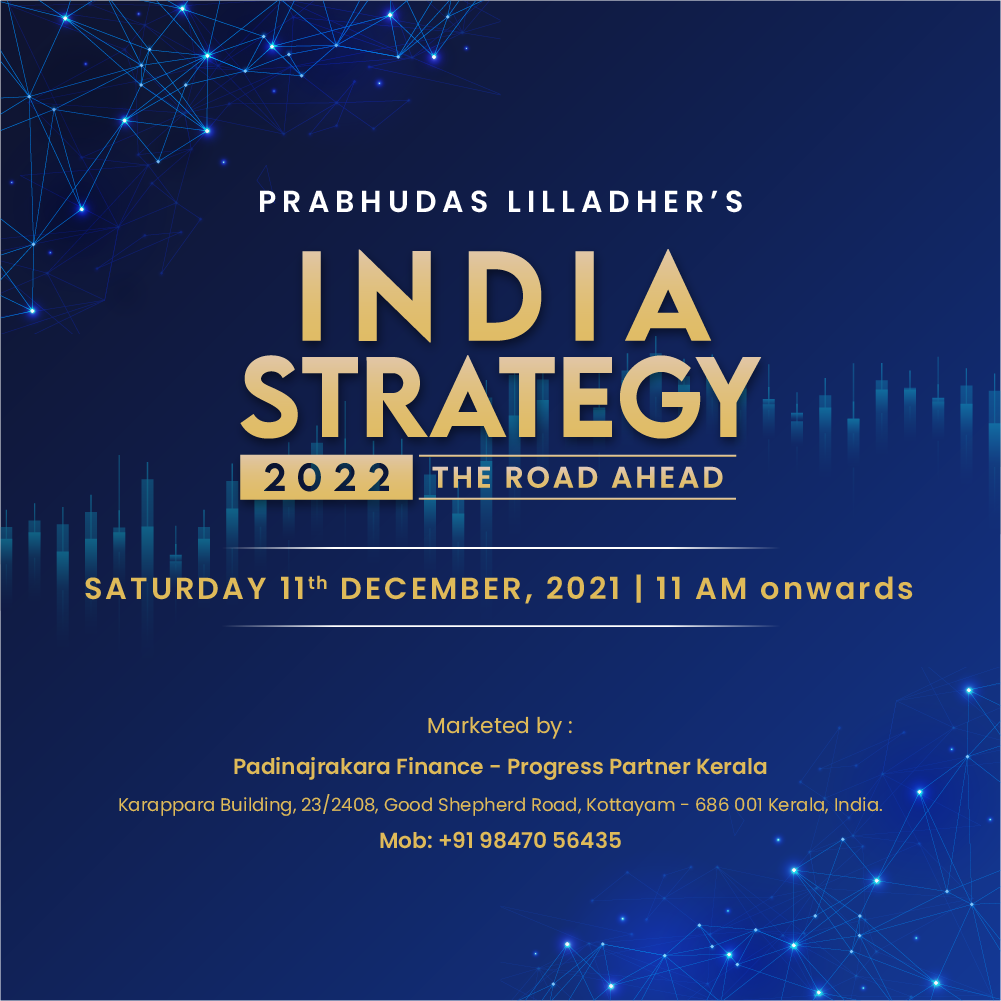 PRABHUDAS LILLADHER'S
INDIA
STRATEGY
2022 THE ROAD AHEAD
SATURDAY 11th DECEMBER, 2021 | 11 AM onwards
Marketed by :
Padinajrakara Finance - Progress Partner Kerala
Karappara Building, 23/2408, Good Shepherd Road, Kottayam - 686 001 Kerala, India.
Mob: +91 98470 56435